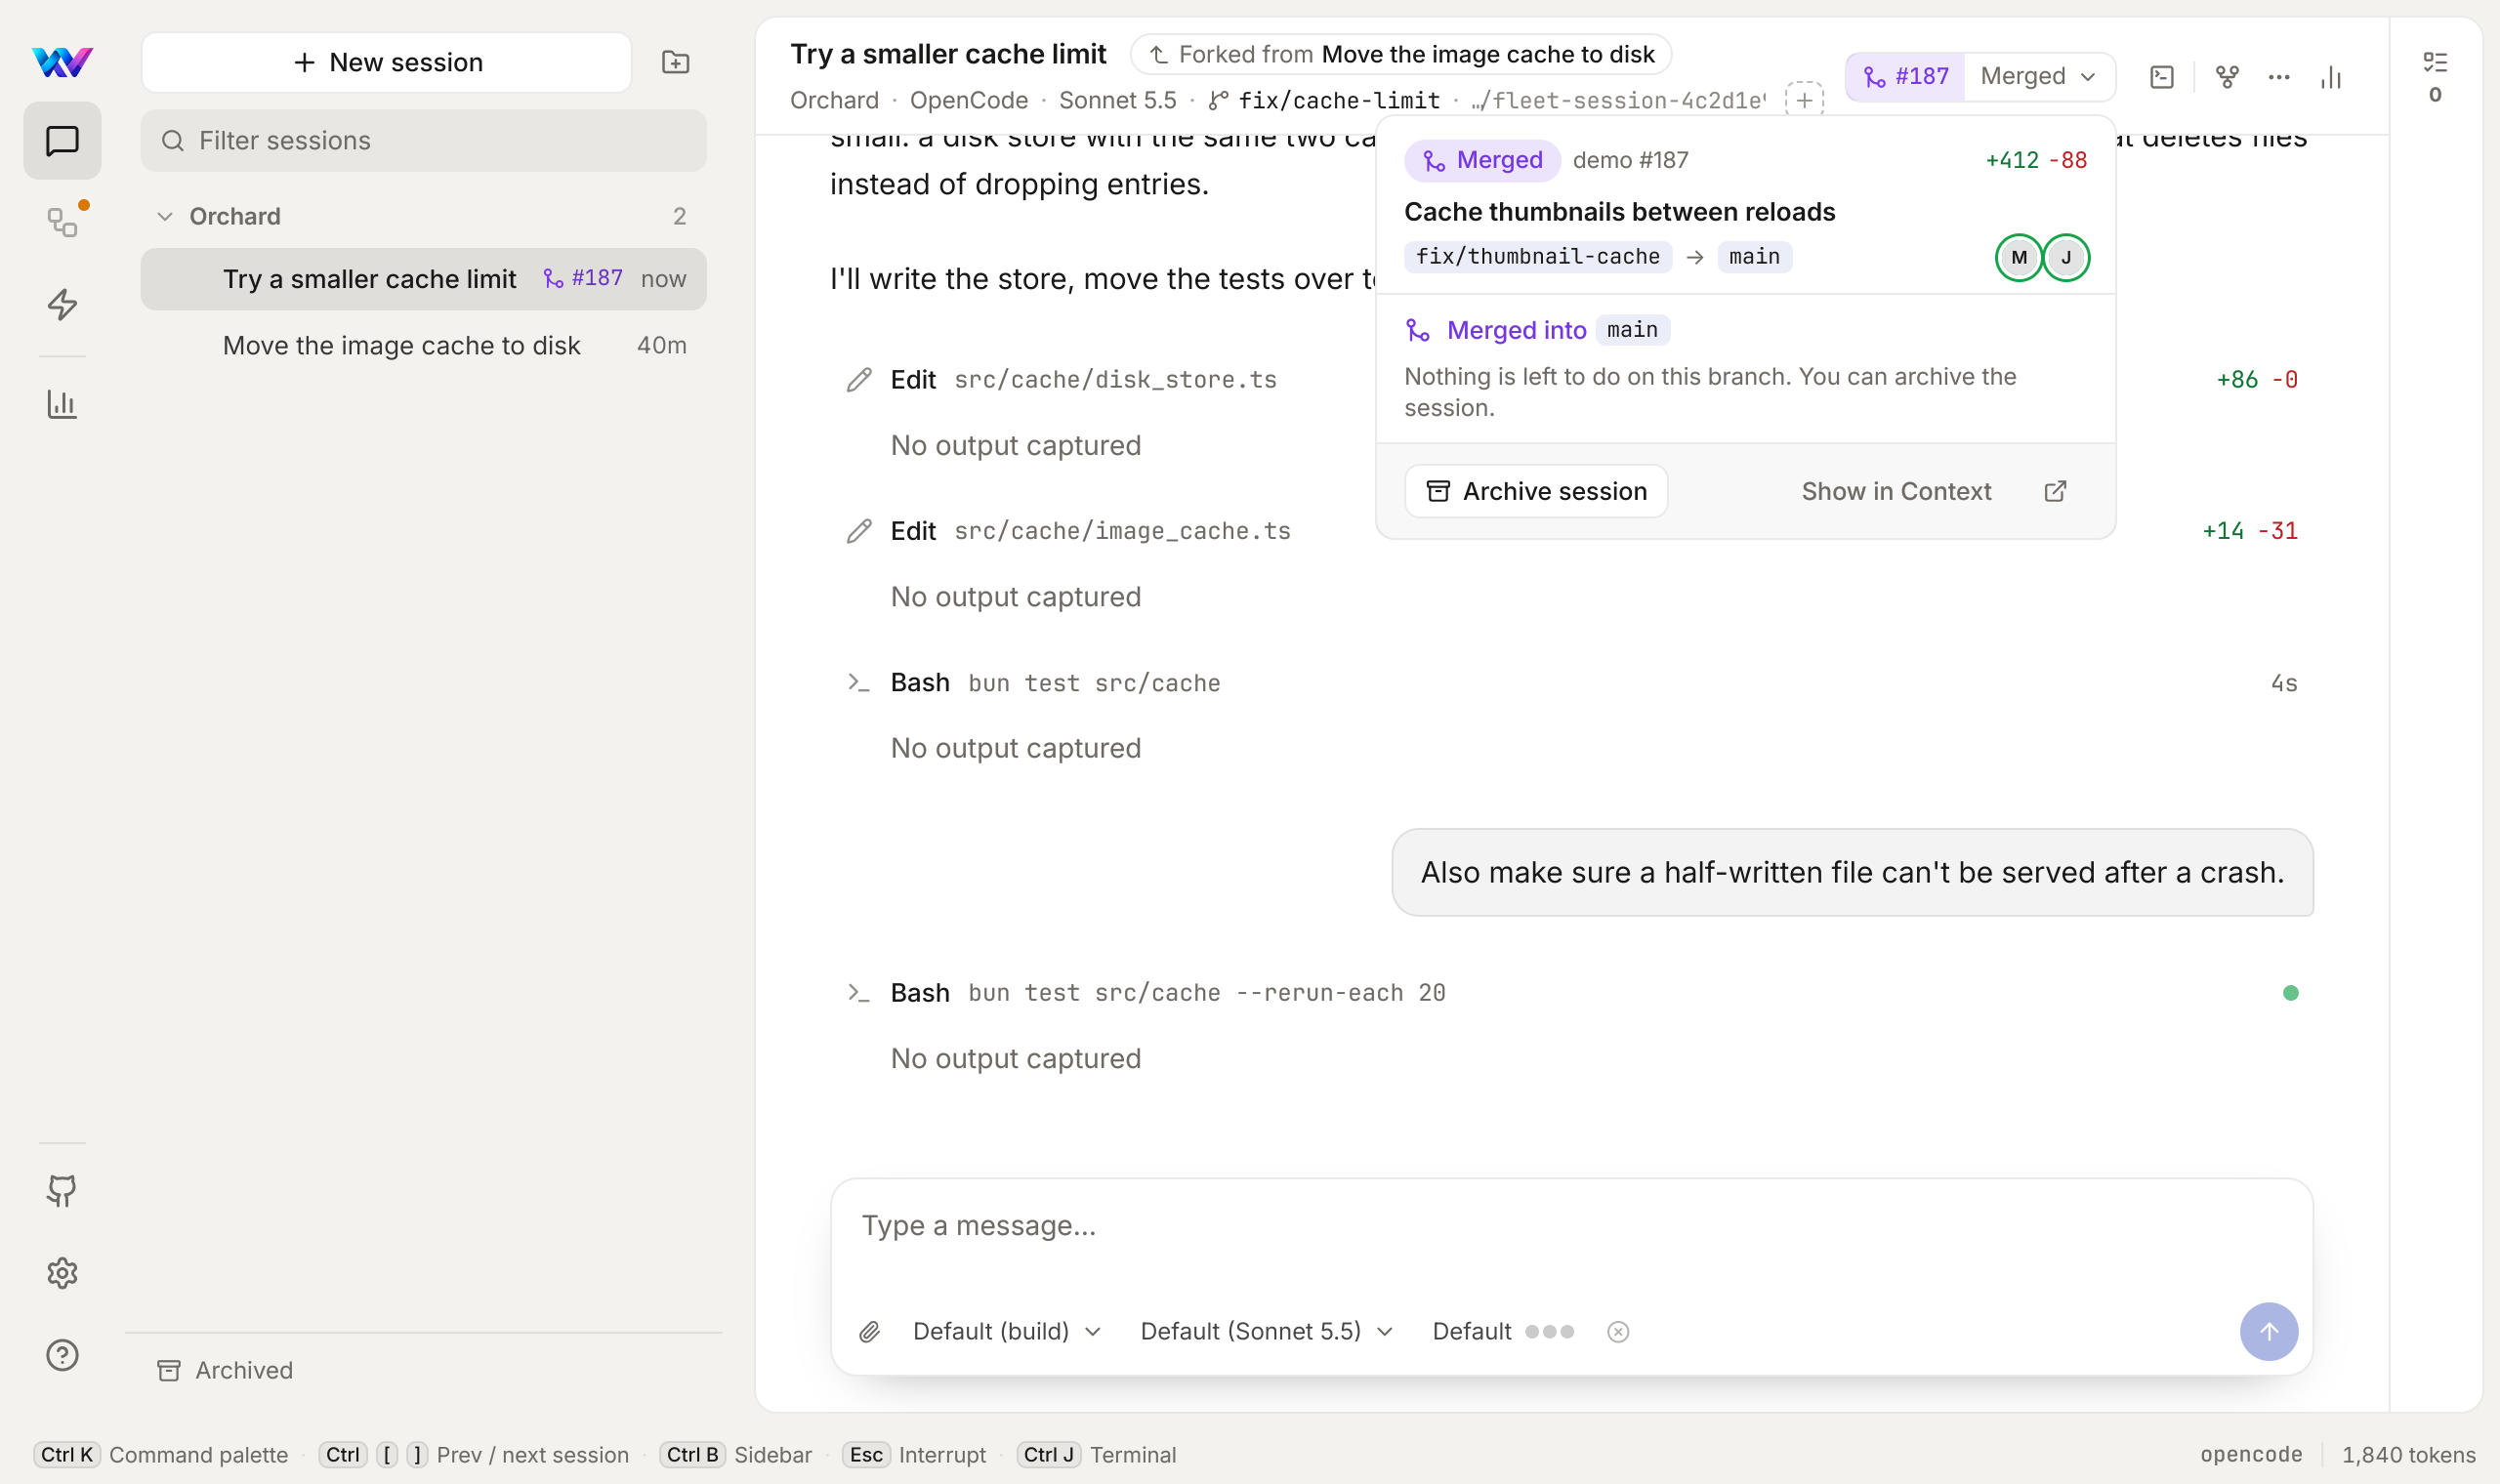 New session
Filter sessions
Orchard 2
Try a smaller cache limit #187 now
Move the image cache to disk 40m
Archived
Try a smaller cache limit Forked from Move the image cache to disk
Orchard · OpenCode · Sonnet 5.5 · fix/cache-limit ·
#187 Merged
0
instead of dropping entries.
I'll write the store, move the tests over
Merged demo #187 +412 -88
Cache thumbnails between reloads
fix/thumbnail-cache → main M J
Merged into main
Nothing is left to do on this branch. You can archive the
session.
Archive session Show in Context
Edit src/cache/disk_store.ts +86 -0
No output captured
Edit src/cache/image_cache.ts +14 -31
No output captured
Bash bun test src/cache 4s
No output captured
Also make sure a half-written file can't be served after a crash.
Bash bun test src/cache --rerun-each 20
No output captured
Type a message...
Default (build) Default (Sonnet 5.5) Default
Ctrl K Command palette · Ctrl [ ] Prev / next session · Ctrl B Sidebar · Esc Interrupt · Ctrl J Terminal
opencode 1,840 tokens